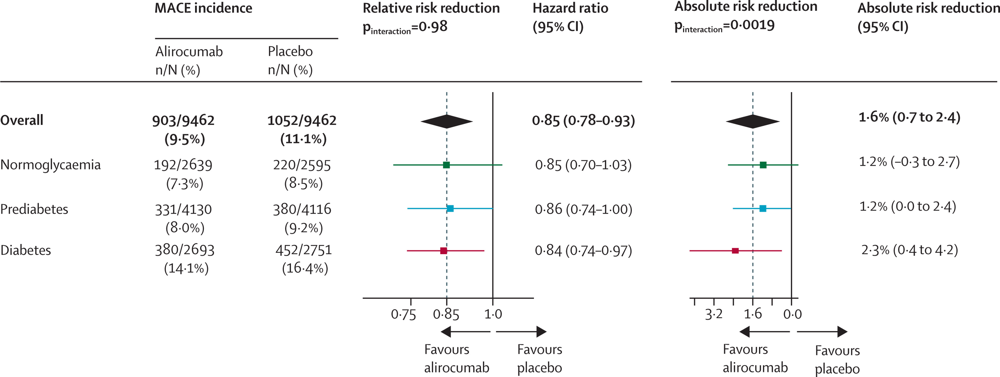 MACE incidence
Relative risk reduction
Hazard ratio
Absolute risk reduction
Absolute risk reduction
pinteraction=0·98
(95% CI)
pinteraction=0·0019
(95% CI)
Alirocumab
Placebo
n/N (%)
n/N (%)
Overall
903/9462
1052/9462
0·85 (0·78–0·93)
1·6% (0·7 to 2·4)
(9·5%)
(11·1%)
Normoglycaemia
192/2639
220/2595
0·85 (0·70–1·03)
1·2% (–0·3 to 2·7)
(7·3%)
(8·5%)
Prediabetes
331/4130
380/4116
0·86 (0·74–1·00)
1·2% (0·0 to 2·4)
(8·0%)
(9·2%)
Diabetes
380/2693
452/2751
0·84 (0·74–0·97)
2·3% (0·4 to 4·2)
(14·1%)
(16·4%)
0·75
0·85
1·0
3·2
1·6
0·0
Favours
alirocumab
Favours
placebo
Favours
alirocumab
Favours
placebo